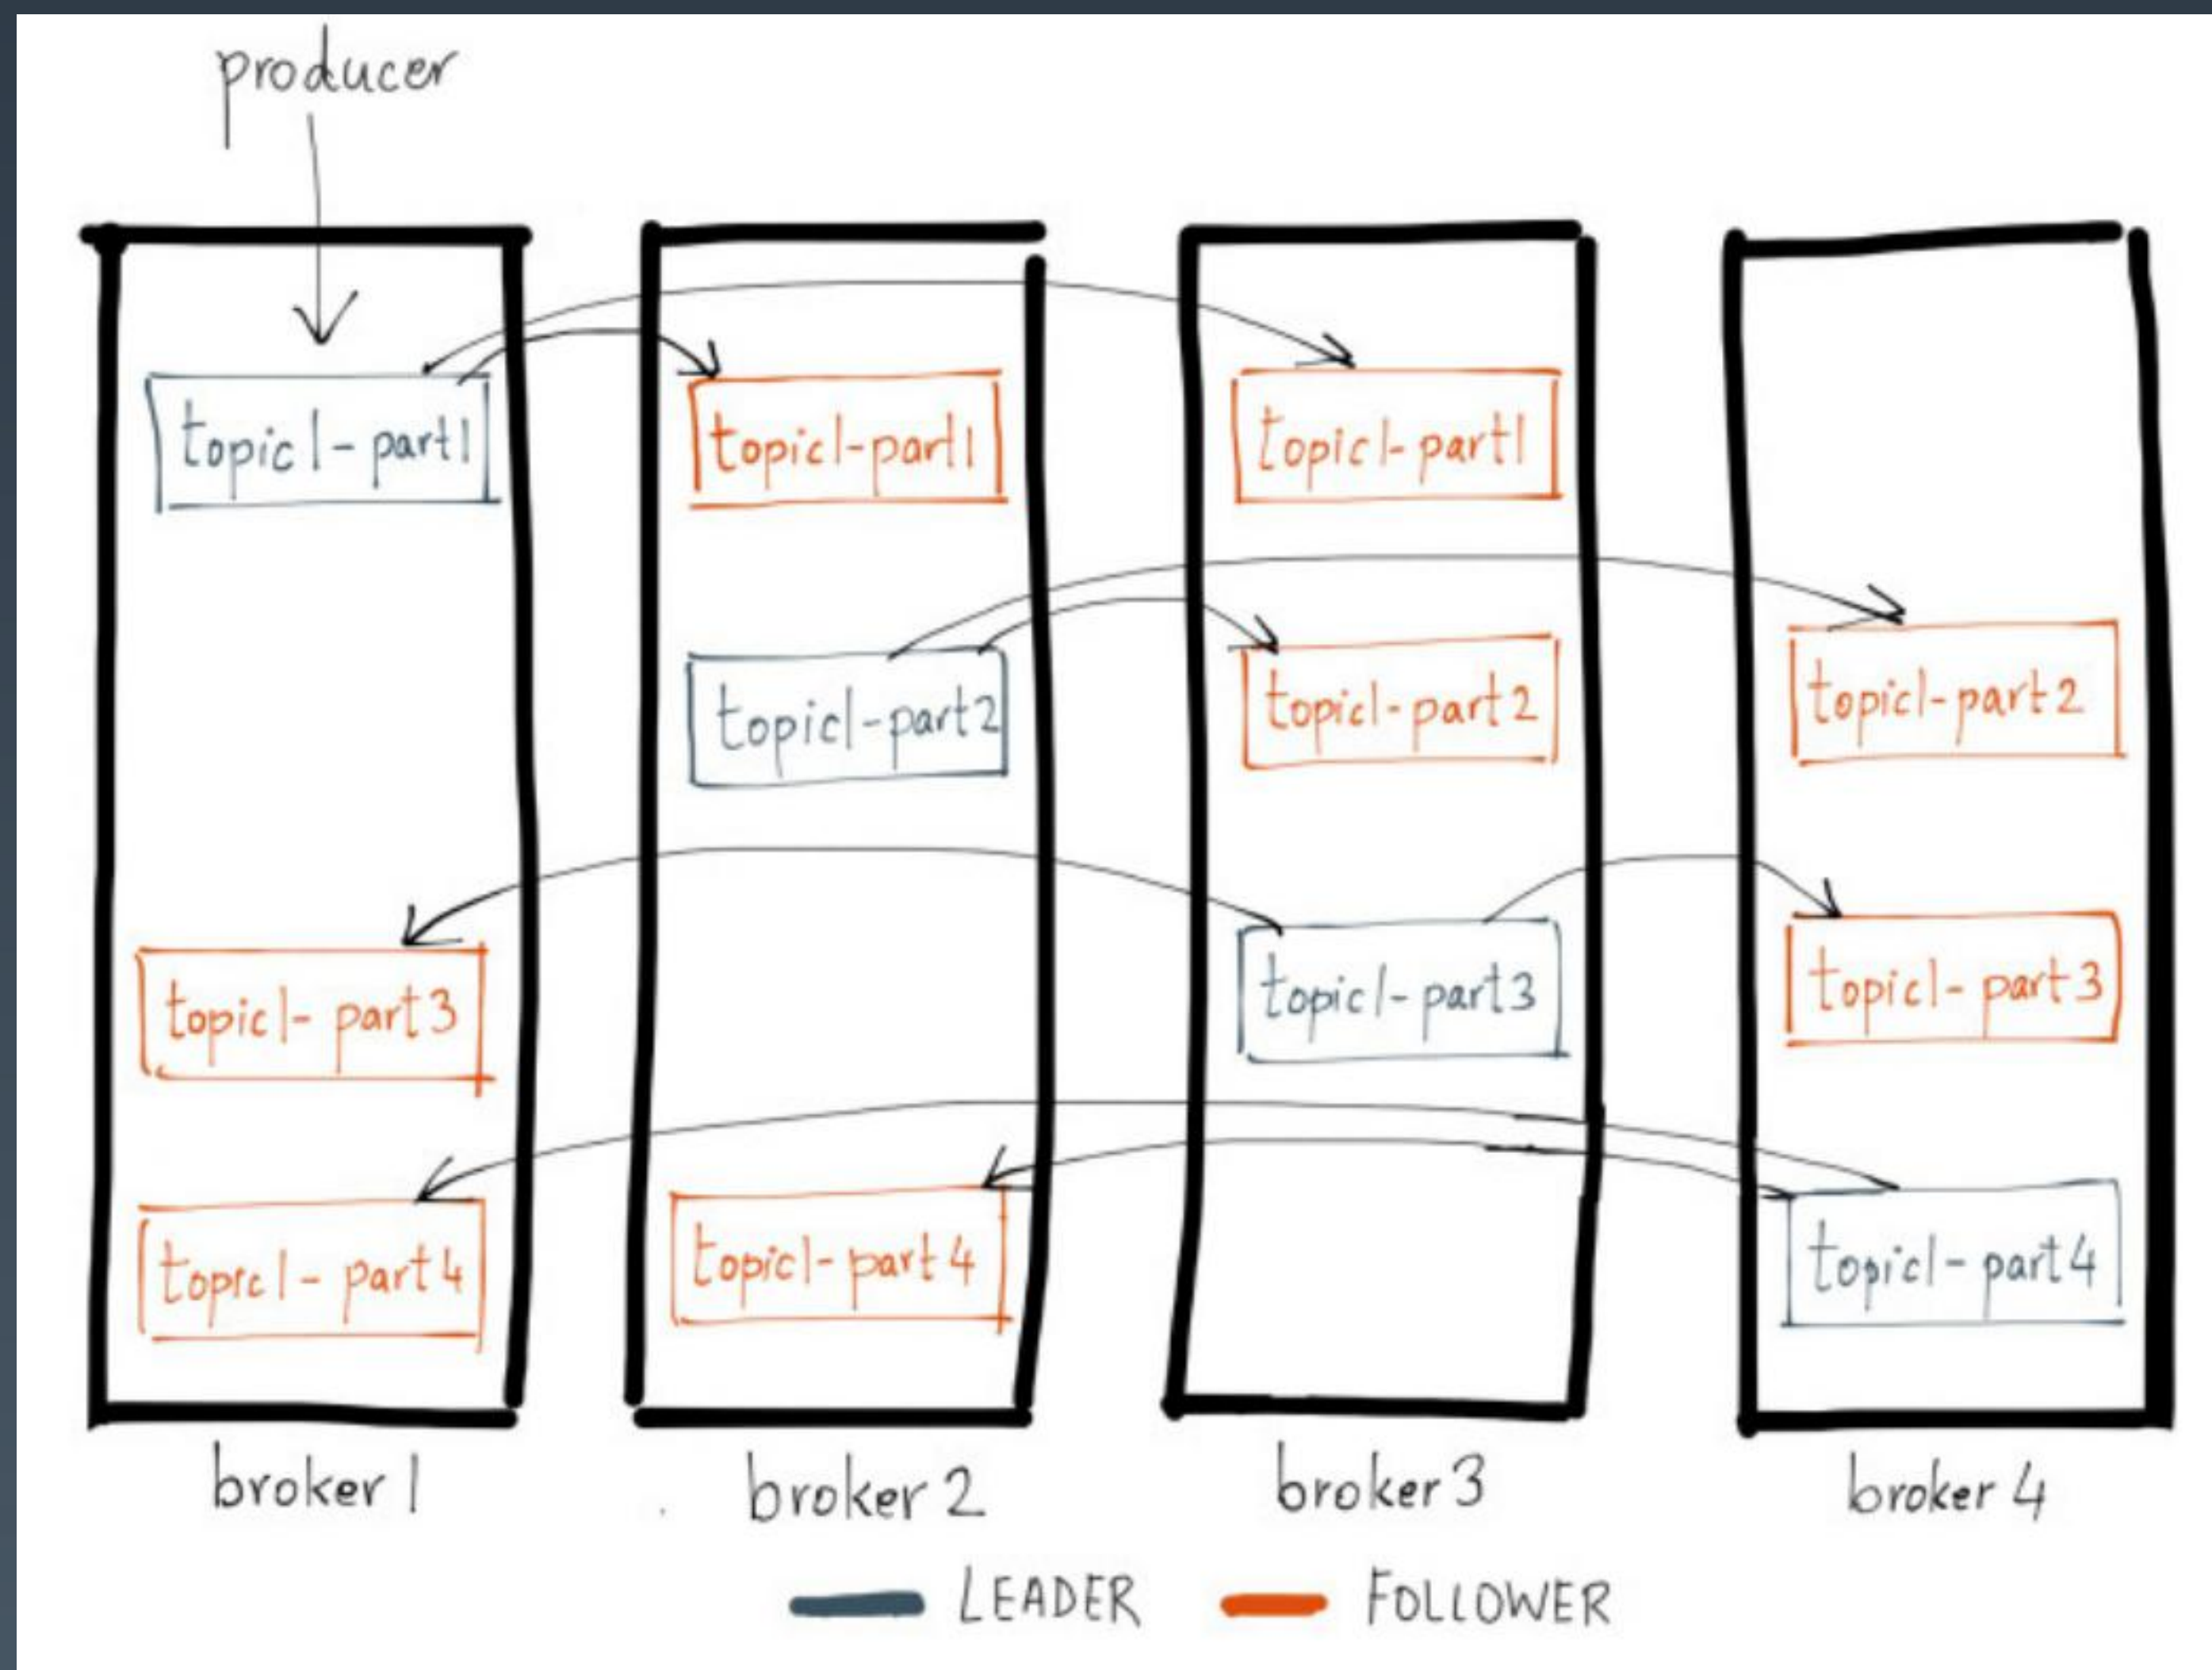 producer
topic1-part1
topic1-part1
topic1-part1
topic1-part2
topic1-part2
topic1-part2
topic1-part3
topic1-part3
topic1-part3
topic1-part4
topic1-part4
topic1-part4
broker 1
broker 2
broker 3
broker 4
LEADER
FOLLOWER